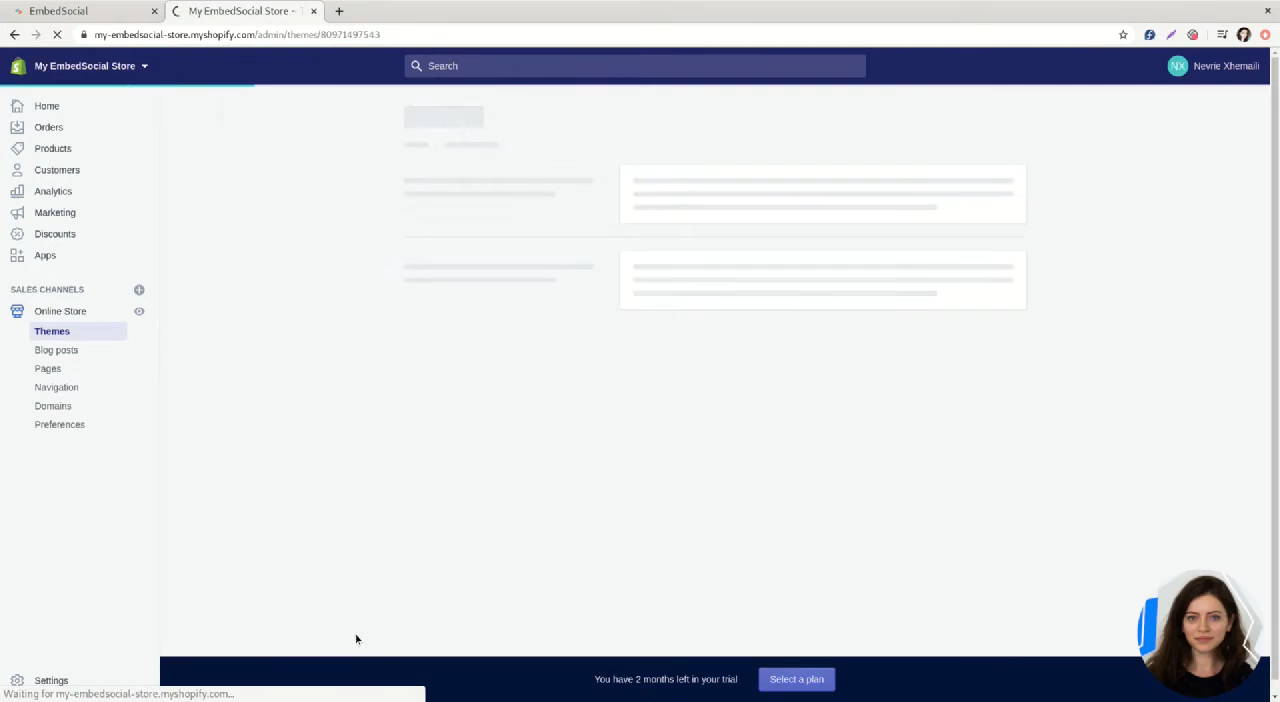 EmbedSocial
My EmbedSocial Store ~ T
my-embedsocial-store.myshopify.com/admin/themes/80971497543
My EmbedSocial Store
Search
NX
Nevrie Xhemaili
Home
Orders
Products
Customers
Analytics
Marketing
Discounts
Apps
SALES CHANNELS
Online Store
Themes
Blog posts
Pages
Navigation
Domains
Preferences
Settings
You have 2 months left in your trial
Select a plan
Waiting for my-embedsocial-store.myshopify.com...